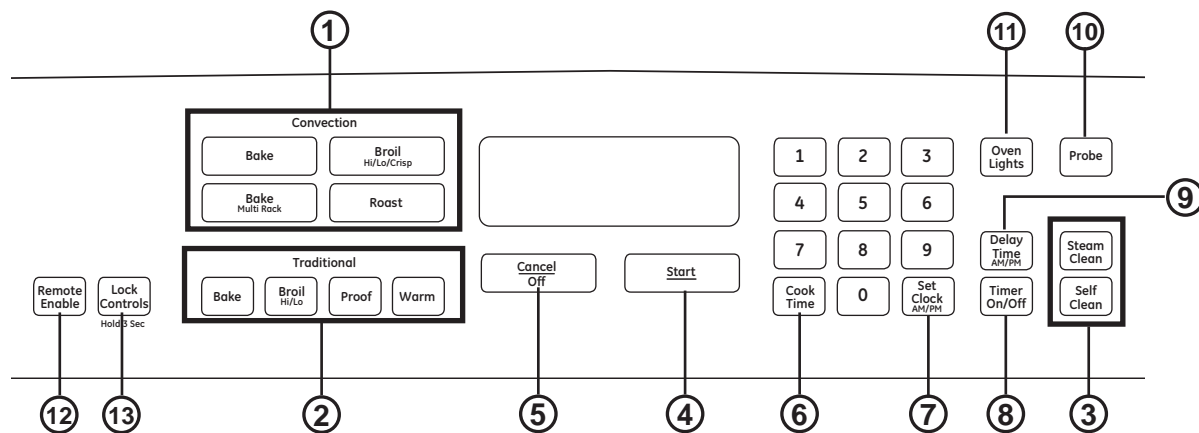 1
11
10
Convection
Bake
Broil
Hi/Lo/Crisp
Bake
Multi Rack
Roast
1
2
3
4
5
6
7
8
9
0
Oven
Lights
Probe
9
Traditional
Bake
Broil
Hi/Lo
Proof
Warm
Cancel
Off
Start
Delay
Time
AM/PM
Steam
Clean
Remote
Enable
Lock
Controls
Hold 3 Sec
Cook
Time
Set
Clock
AM/PM
Timer
On/Off
Self
Clean
12
13
2
5
4
6
7
8
3